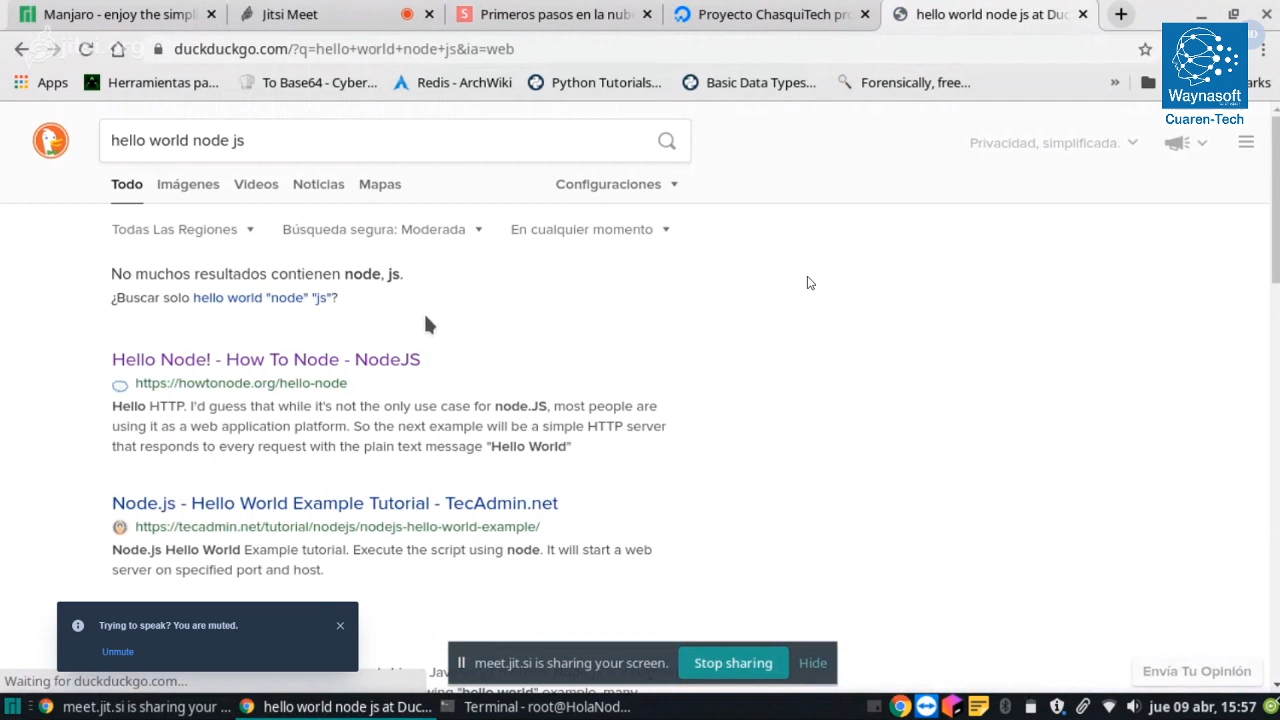 Manjaro - enjoy the simpl
Jitsi Meet
Primeros pasos en la nube
Proyecto ChasquiTech pro
hello world node js at Duc
duckduckgo.com/?q=hello+world+node+js&ia=web
Apps
Herramientas pa...
To Base64 - Cyber...
Redis - ArchWiki
Python Tutorials...
Basic Data Types...
Forensically, free...
»
Waynasoft
Cuaren-Tech
hello world node js
Privacidad, simplificada.
Todo
Imágenes
Videos
Noticias
Mapas
Configuraciones
Todas Las Regiones
Búsqueda segura: Moderada
En cualquier momento
No muchos resultados contienen node, js.
¿Buscar solo hello world "node" "js"?
Hello Node! - How To Node - NodeJS
https://howtonode.org/hello-node
Hello HTTP. I'd guess that while it's not the only use case for node.JS, most people are
using it as a web application platform. So the next example will be a simple HTTP server
that responds to every request with the plain text message "Hello World"
Node.js - Hello World Example Tutorial - TecAdmin.net
https://tecadmin.net/tutorial/nodejs/nodejs-hello-world-example/
Node.js Hello World Example tutorial. Execute the script using node. It will start a web
server on specified port and host.
Trying to speak? You are muted.
Unmute
meet.jit.si is sharing your screen.
Stop sharing
Hide
Envía Tu Opinión
Waiting for duckduckgo.com...
meet.jit.si is sharing your ...
hello world node js at Duc...
Terminal - root@HolaNod...
jue 09 abr, 15:57